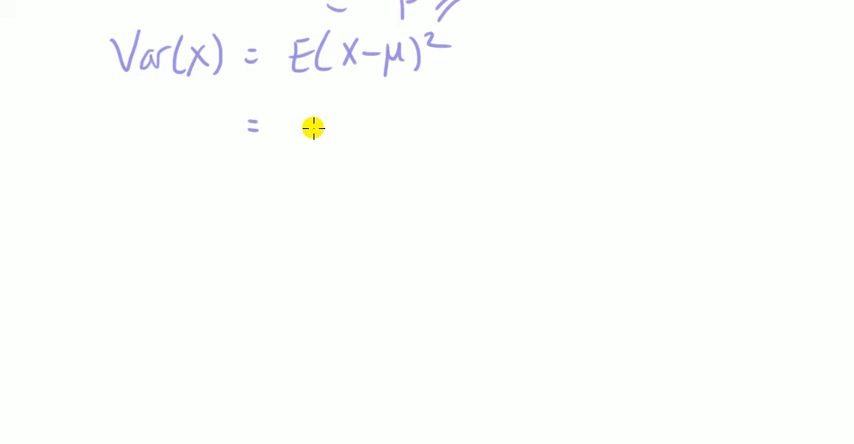 Var(X) = E(X-μ)²
=